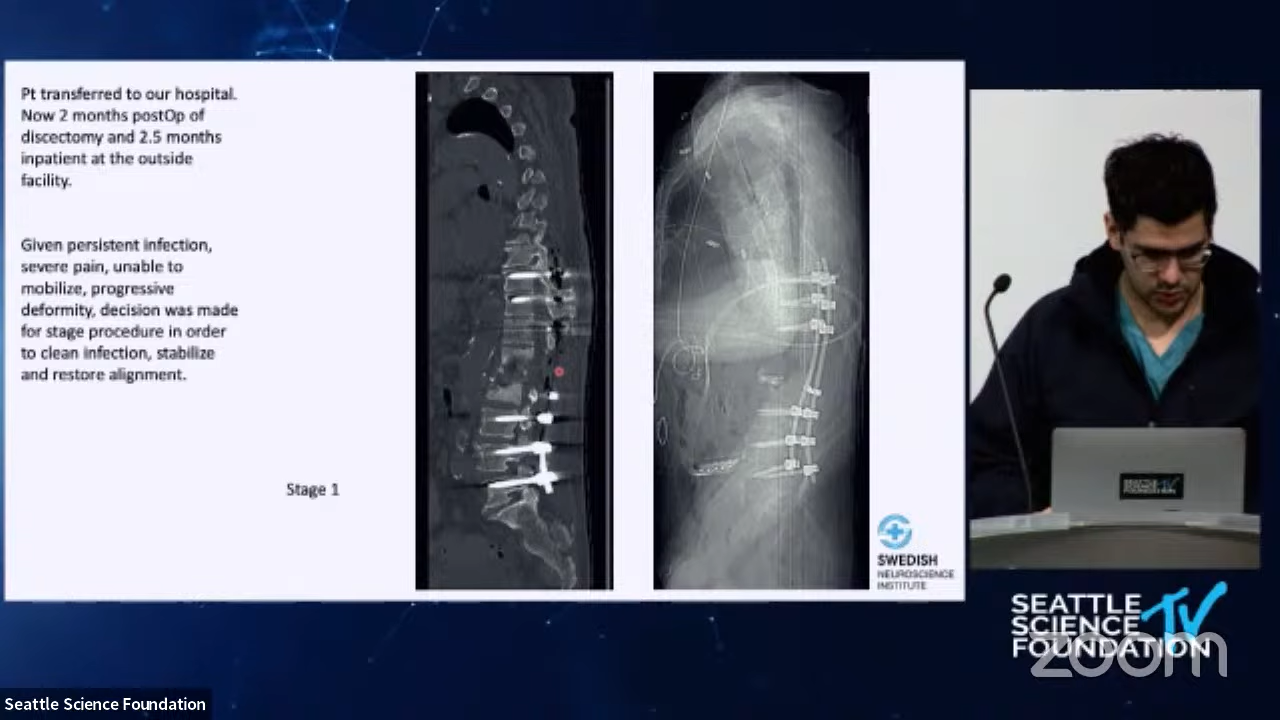 Pt transferred to our hospital.
Now 2 months postOp of
discectomy and 2.5 months
inpatient at the outside
facility.
Given persistent infection,
severe pain, unable to
mobilize, progressive
deformity, decision was made
for stage procedure in order
to clean infection, stabilize
and restore alignment.
Stage 1
SWEDISH
NEUROSCIENCE
INSTITUTE
SEATTLE
SCIENCE
FOUNDATION
SEATTLE
SCIENCE TV
FOUNDATION
zoom
Seattle Science Foundation